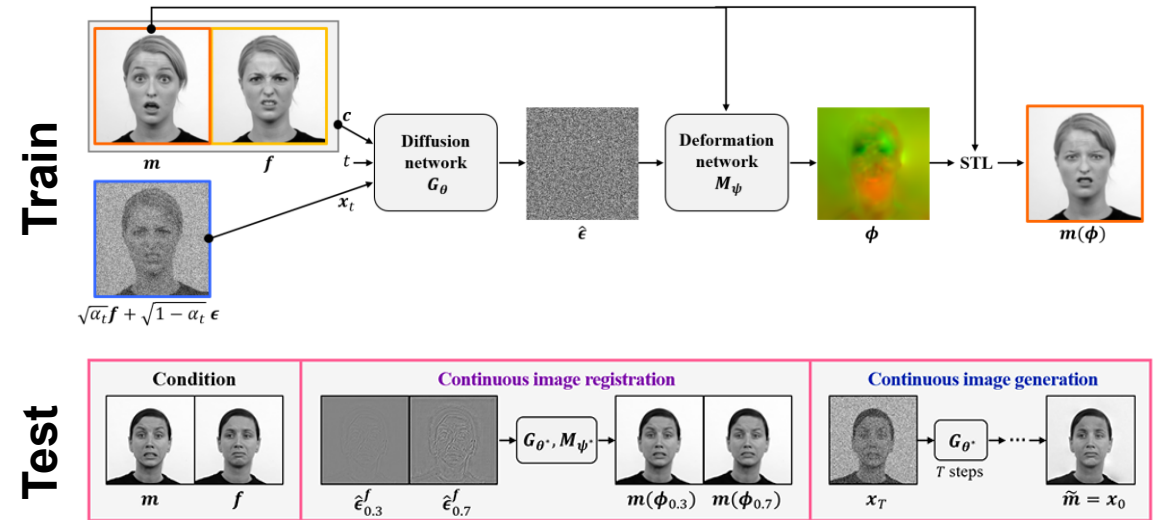 Train
m
f
c
t
x_t
Diffusion
network
G_θ
ε̂
Deformation
network
M_ψ
ϕ
STL
m(ϕ)
√α_t f + √1 − α_t ϵ
Test
Condition
m
f
Continuous image registration
ε̂^f_0.3
ε̂^f_0.7
G_θ*, M_ψ*
m(ϕ_0.3)
m(ϕ_0.7)
Continuous image generation
x_T
G_θ*
T steps
...
m̃ = x_0